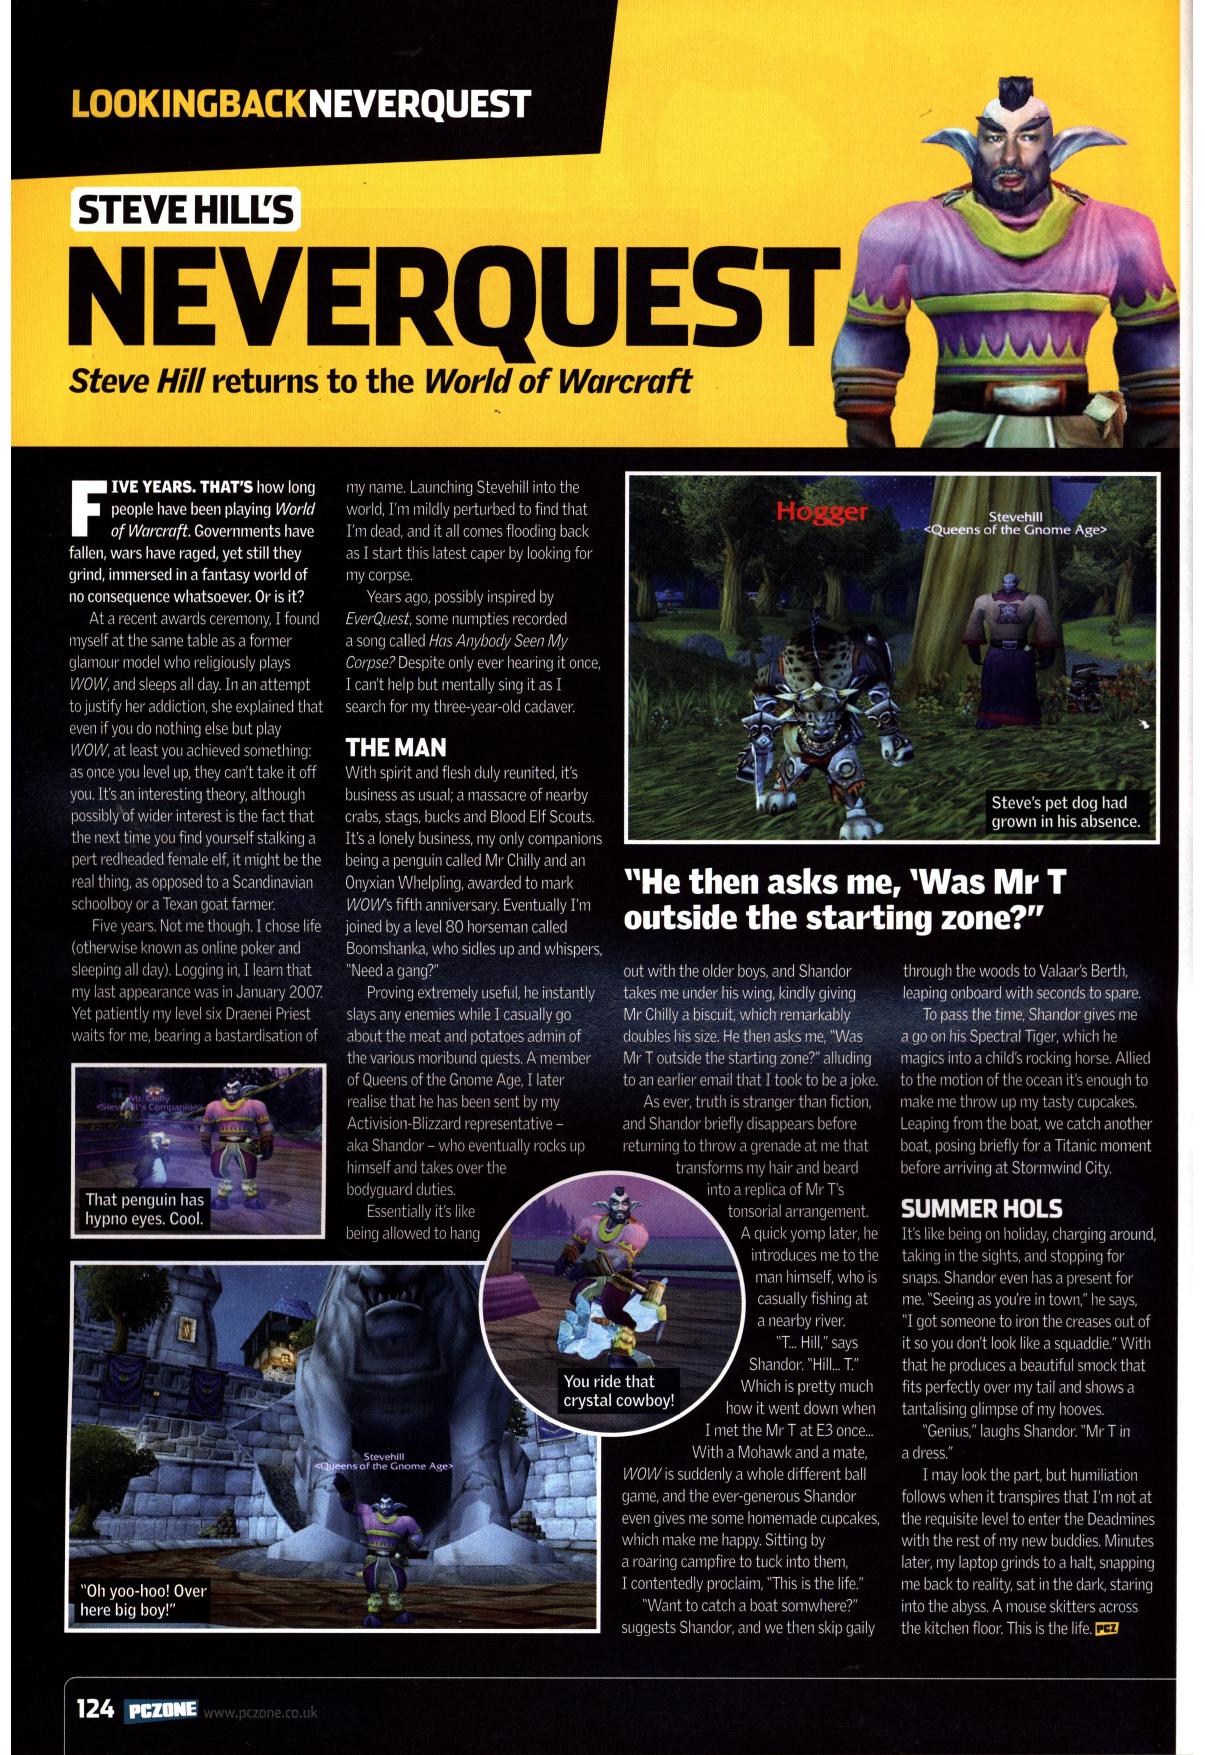 LOOKINGBACKNEVERQUEST
STEVE HILL'S
NEVERQUEST
Steve Hill returns to the World of Warcraft
FIVE YEARS. THAT'S how long
people have been playing World
of Warcraft. Governments have
fallen, wars have raged, yet still they
grind, immersed in a fantasy world of
no consequence whatsoever. Or is it?
At a recent awards ceremony, I found
myself at the same table as a former
glamour model who religiously plays
WOW, and sleeps all day. In an attempt
to justify her addiction, she explained that
even if you do nothing else but play
WOW, at least you achieved something:
as once you level up, they can't take it off
you. It's an interesting theory, although
possibly of wider interest is the fact that
the next time you find yourself stalking a
pert redheaded female elf, it might be the
real thing, as opposed to a Scandinavian
schoolboy or a Texan goat farmer.
Five years. Not me though. I chose life
(otherwise known as online poker and
sleeping all day). Logging in, I learn that
my last appearance was in January 2007.
Yet patiently my level six Draenei Priest
waits for me, bearing a bastardisation of
Mr. Chilly
<Stevehill's Companion>
That penguin has
hypno eyes. Cool.
my name. Launching Stevehill into the
world, I'm mildly perturbed to find that
I'm dead, and it all comes flooding back
as I start this latest caper by looking for
my corpse.
Years ago, possibly inspired by
EverQuest, some numpties recorded
a song called Has Anybody Seen My
Corpse? Despite only ever hearing it once,
I can't help but mentally sing it as I
search for my three-year-old cadaver.
THE MAN
With spirit and flesh duly reunited, it's
business as usual; a massacre of nearby
crabs, stags, bucks and Blood Elf Scouts.
It's a lonely business, my only companions
being a penguin called Mr Chilly and an
Onyxian Whelpling, awarded to mark
WOW's fifth anniversary. Eventually I'm
joined by a level 80 horseman called
Boomshanka, who sidles up and whispers,
"Need a gang?"
Proving extremely useful, he instantly
slays any enemies while I casually go
about the meat and potatoes admin of
the various moribund quests. A member
of Queens of the Gnome Age, I later
realise that he has been sent by my
Activision-Blizzard representative –
aka Shandor – who eventually rocks up
himself and takes over the
bodyguard duties.
Essentially it's like
being allowed to hang
Stevehill
<Queens of the Gnome Age>
"Oh yoo-hoo! Over
here big boy!"
You ride that
crystal cowboy!
Hogger
Stevehill
<Queens of the Gnome Age>
Steve's pet dog had
grown in his absence.
"He then asks me, 'Was Mr T
outside the starting zone?"
out with the older boys, and Shandor
takes me under his wing, kindly giving
Mr Chilly a biscuit, which remarkably
doubles his size. He then asks me, "Was
Mr T outside the starting zone?" alluding
to an earlier email that I took to be a joke.
As ever, truth is stranger than fiction,
and Shandor briefly disappears before
returning to throw a grenade at me that
transforms my hair and beard
into a replica of Mr T's
tonsorial arrangement.
A quick yomp later, he
introduces me to the
man himself, who is
casually fishing at
a nearby river.
"T... Hill," says
Shandor. "Hill... T."
Which is pretty much
how it went down when
I met the Mr T at E3 once...
With a Mohawk and a mate,
WOW is suddenly a whole different ball
game, and the ever-generous Shandor
even gives me some homemade cupcakes,
which make me happy. Sitting by
a roaring campfire to tuck into them,
I contentedly proclaim, "This is the life."
"Want to catch a boat somwhere?"
suggests Shandor, and we then skip gaily
through the woods to Valaar's Berth,
leaping onboard with seconds to spare.
To pass the time, Shandor gives me
a go on his Spectral Tiger, which he
magics into a child's rocking horse. Allied
to the motion of the ocean it's enough to
make me throw up my tasty cupcakes.
Leaping from the boat, we catch another
boat, posing briefly for a Titanic moment
before arriving at Stormwind City.
SUMMER HOLS
It's like being on holiday, charging around,
taking in the sights, and stopping for
snaps. Shandor even has a present for
me. "Seeing as you're in town," he says,
"I got someone to iron the creases out of
it so you don't look like a squaddie." With
that he produces a beautiful smock that
fits perfectly over my tail and shows a
tantalising glimpse of my hooves.
"Genius," laughs Shandor. "Mr T in
a dress."
I may look the part, but humiliation
follows when it transpires that I'm not at
the requisite level to enter the Deadmines
with the rest of my new buddies. Minutes
later, my laptop grinds to a halt, snapping
me back to reality, sat in the dark, staring
into the abyss. A mouse skitters across
the kitchen floor. This is the life. PCZ
124 PCZONE www.pczone.co.uk